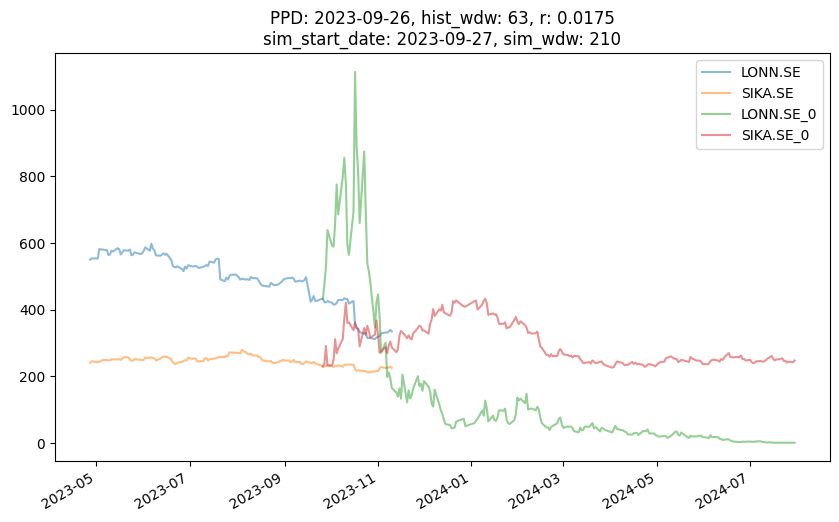 PPD: 2023-09-26, hist_wdw: 63, r: 0.0175
sim_start_date: 2023-09-27, sim_wdw: 210
LONN.SE
SIKA.SE
LONN.SE_0
SIKA.SE_0
1000
800
600
400
200
0
2023-05
2023-07
2023-09
2023-11
2024-01
2024-03
2024-05
2024-07